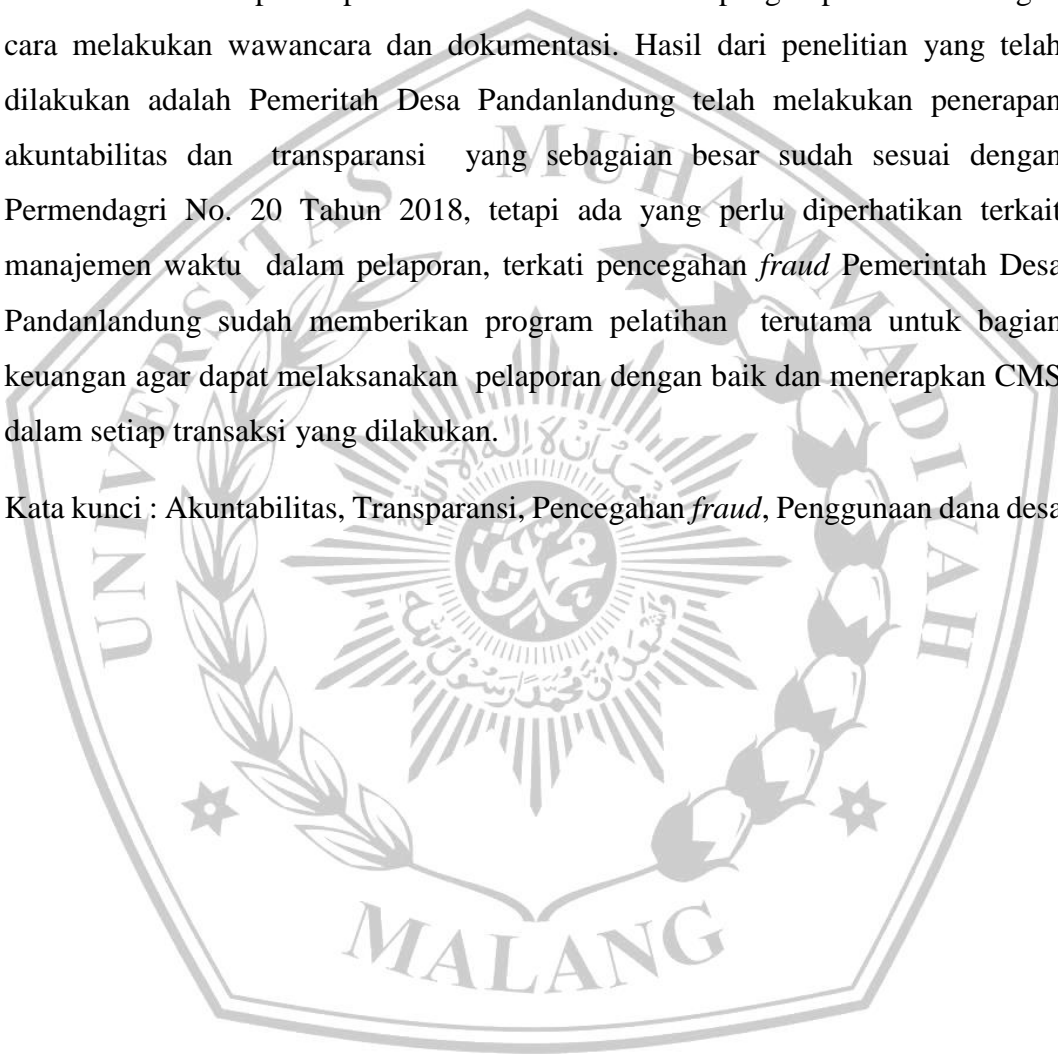 cara melakukan wawancara dan dokumentasi. Hasil dari penelitian yang telah
dilakukan adalah Pemeritah Desa Pandanlandung telah melakukan penerapan
akuntabilitas dan transparansi yang sebagaian besar sudah sesuai dengan
Permendagri No. 20 Tahun 2018, tetapi ada yang perlu diperhatikan terkait
manajemen waktu dalam pelaporan, terkati pencegahan fraud Pemerintah Desa
Pandanlandung sudah memberikan program pelatihan terutama untuk bagian
keuangan agar dapat melaksanakan pelaporan dengan baik dan menerapkan CMS
dalam setiap transaksi yang dilakukan.
Kata kunci : Akuntabilitas, Transparansi, Pencegahan fraud, Penggunaan dana desa
UNIVERSITAS MUHAMMADIYAH
MALANG